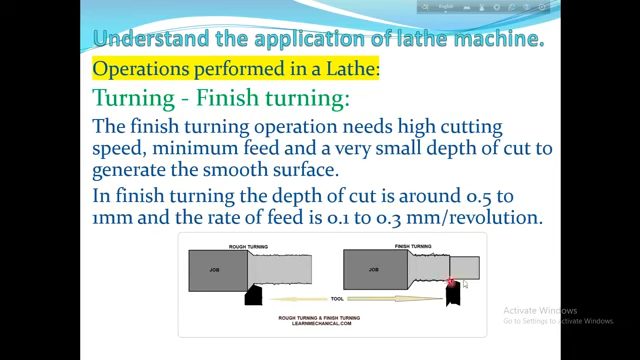 English
Understand the application of lathe machine.
Operations performed in a Lathe:
Turning - Finish turning:
The finish turning operation needs high cutting
speed, minimum feed and a very small depth of cut to
generate the smooth surface.
In finish turning the depth of cut is around 0.5 to
1mm and the rate of feed is 0.1 to 0.3 mm/revolution.
ROUGH TURNING
FINISH TURNING
JOB
JOB
TOOL
ROUGH TURNING & FINISH TURNING
LEARNMECHANICAL.COM
Activate Windows
Go to Settings to activate Windows.